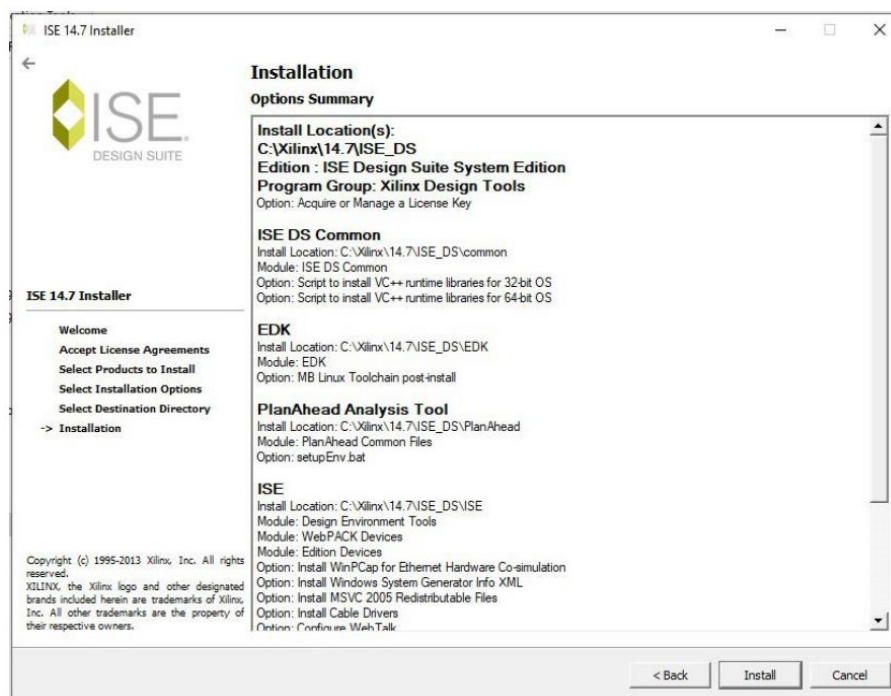 ISE 14.7 Installer
ISE
DESIGN SUITE
ISE 14.7 Installer
Welcome
Accept License Agreements
Select Products to Install
Select Installation Options
Select Destination Directory
-> Installation
Copyright (c) 1995-2013 Xilinx, Inc. All rights
reserved.
XILINX, the Xilinx logo and other designated
brands included herein are trademarks of Xilinx,
Inc. All other trademarks are the property of
their respective owners.
Installation
Options Summary
Install Location(s):
C:\Xilinx\14.7\ISE_DS
Edition : ISE Design Suite System Edition
Program Group: Xilinx Design Tools
Option: Acquire or Manage a License Key
ISE DS Common
Install Location: C:\Xilinx\14.7\ISE_DS\common
Module: ISE DS Common
Option: Script to install VC++ runtime libraries for 32-bit OS
Option: Script to install VC++ runtime libraries for 64-bit OS
EDK
Install Location: C:\Xilinx\14.7\ISE_DS\EDK
Module: EDK
Option: MB Linux Toolchain post-install
PlanAhead Analysis Tool
Install Location: C:\Xilinx\14.7\ISE_DS\PlanAhead
Module: PlanAhead Common Files
Option: setupEnv.bat
ISE
Install Location: C:\Xilinx\14.7\ISE_DS\ISE
Module: Design Environment Tools
Module: WebPACK Devices
Module: Edition Devices
Option: Install WinPCap for Ethernet Hardware Co-simulation
Option: Install Windows System Generator Info XML
Option: Install MSVC 2005 Redistributable Files
Option: Install Cable Drivers
Option: Configure WebTalk
< Back
Install
Cancel